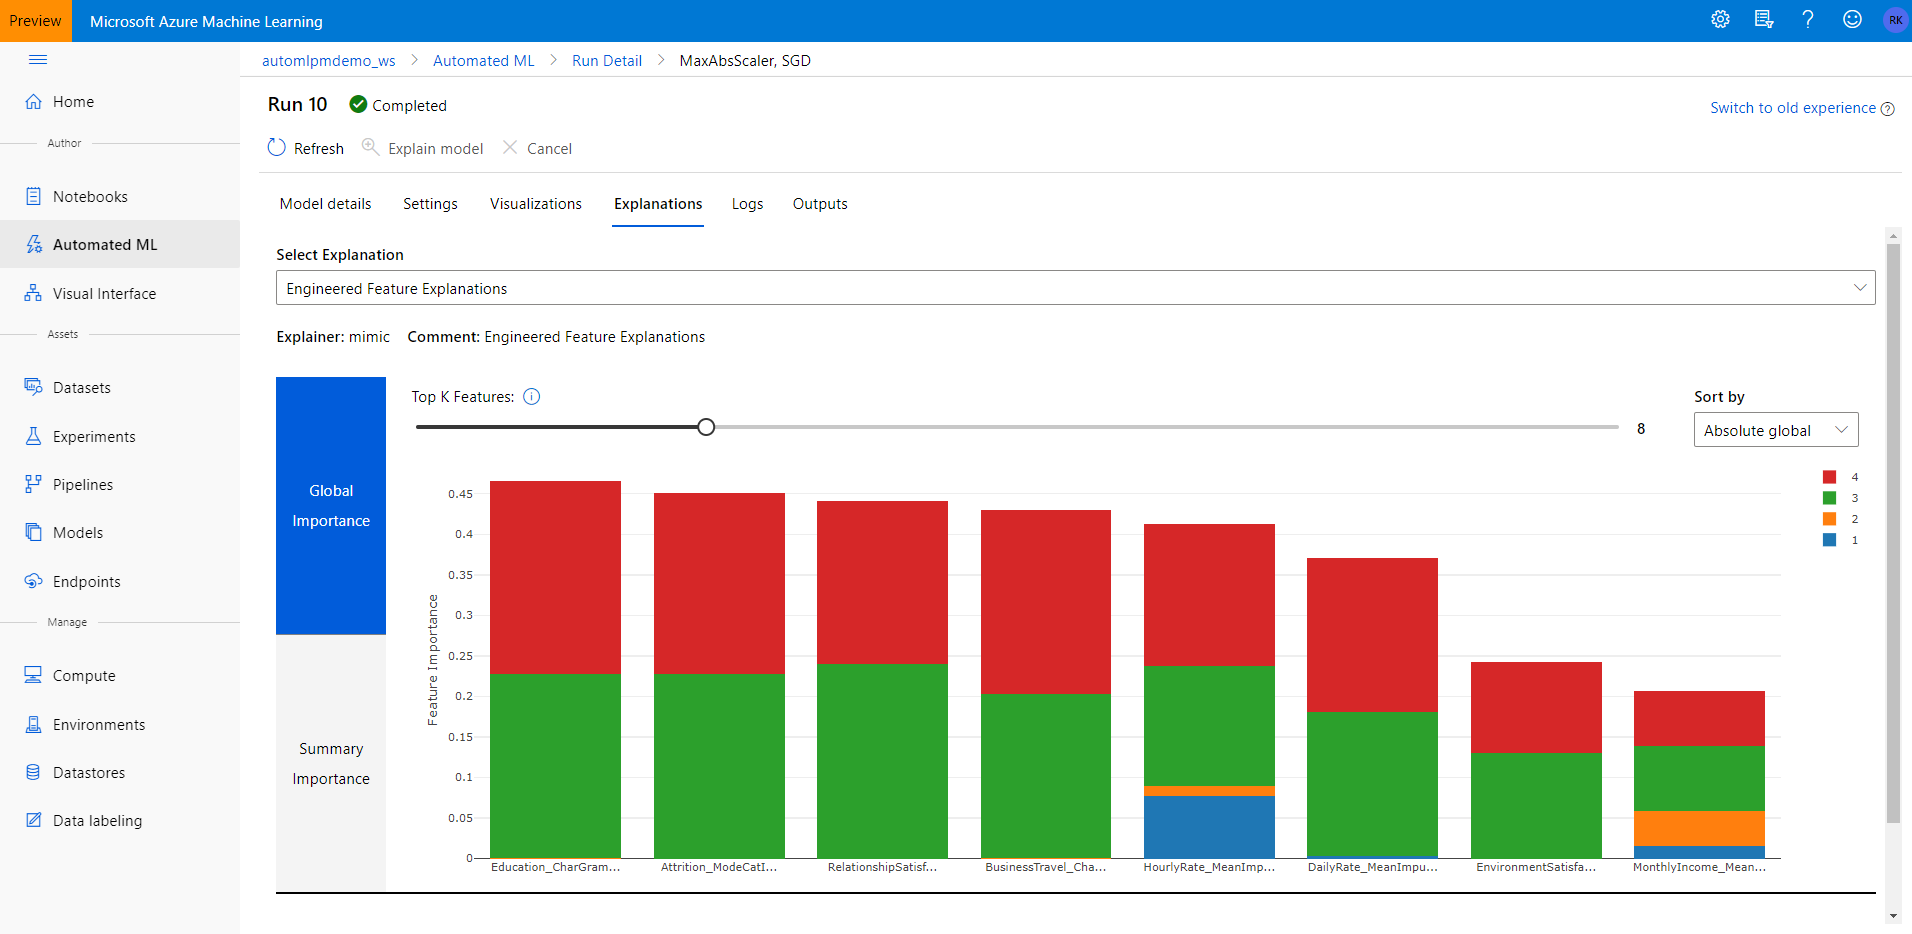 Preview
Microsoft Azure Machine Learning
RK
automlpmdemo_ws > Automated ML > Run Detail > MaxAbsScaler, SGD
Home
Author
Notebooks
Automated ML
Visual Interface
Assets
Datasets
Experiments
Pipelines
Models
Endpoints
Manage
Compute
Environments
Datastores
Data labeling
Run 10 Completed
Switch to old experience
Refresh Explain model Cancel
Model details Settings Visualizations Explanations Logs Outputs
Select Explanation
Engineered Feature Explanations
Explainer: mimic Comment: Engineered Feature Explanations
Global
Importance
Summary
Importance
Top K Features:
8
Sort by
Absolute global
4
3
2
1
Feature Importance
0.45
0.4
0.35
0.3
0.25
0.2
0.15
0.1
0.05
0
Education_CharGram... Attrition_ModeCatI... RelationshipSatisf... BusinessTravel_Cha... HourlyRate_MeanImp... DailyRate_MeanImpu... EnvironmentSatisfa... MonthlyIncome_Mean...